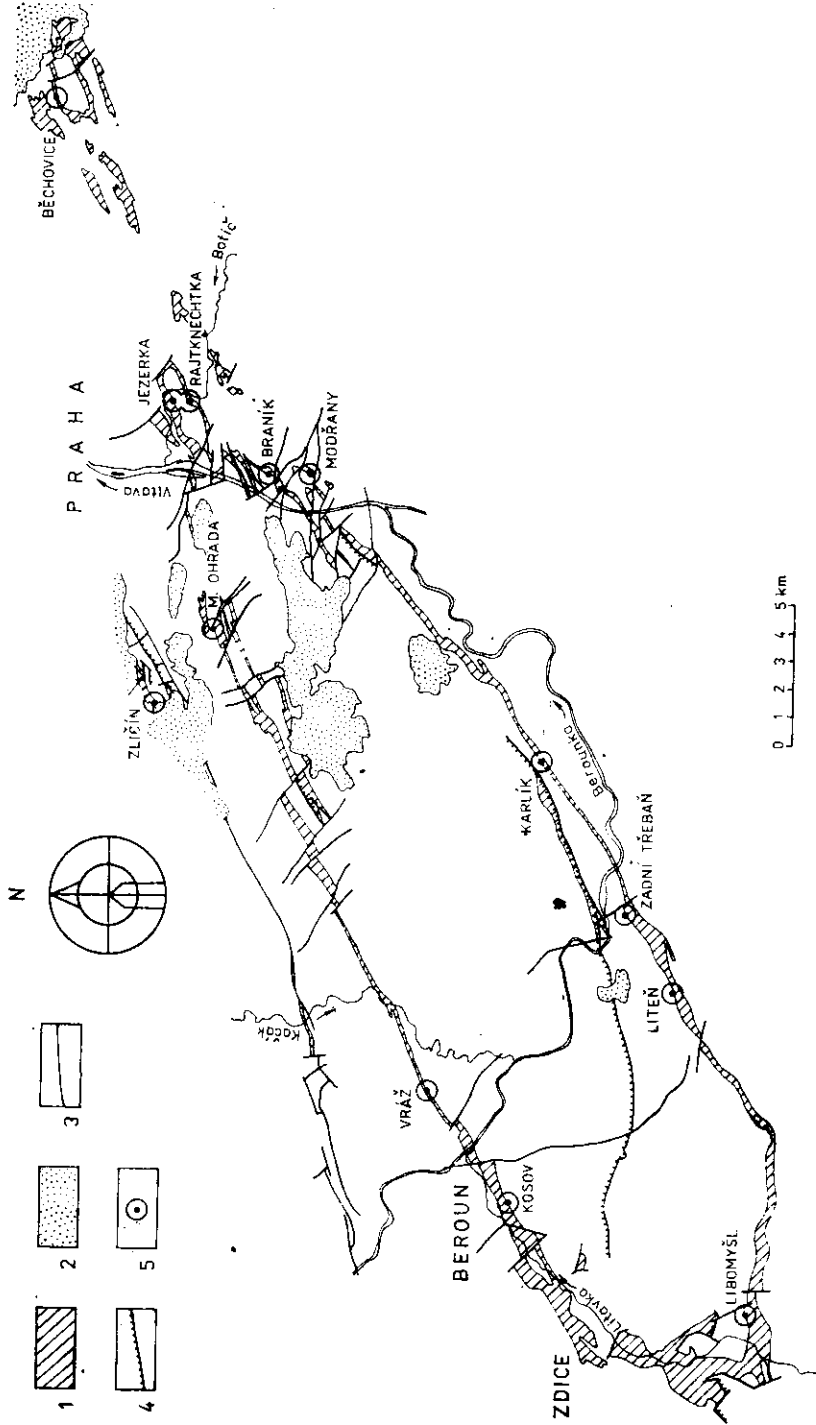 N
1
2
3
4
5
BĚCHOVICE
PRAHA
JEZERKA
RAJTKNECHTKA
Botič
Vltava
BRANÍK
MODŘANY
M. OHRADA
ZLIČÍN
Kačák
VRÁŽ
BEROUN
KOSOV
KARLÍK
Berounka
ZADNÍ TŘEBAŇ
LITEŇ
Litavka
ZDICE
LIBOMYŠL
0 1 2 3 4 5 km